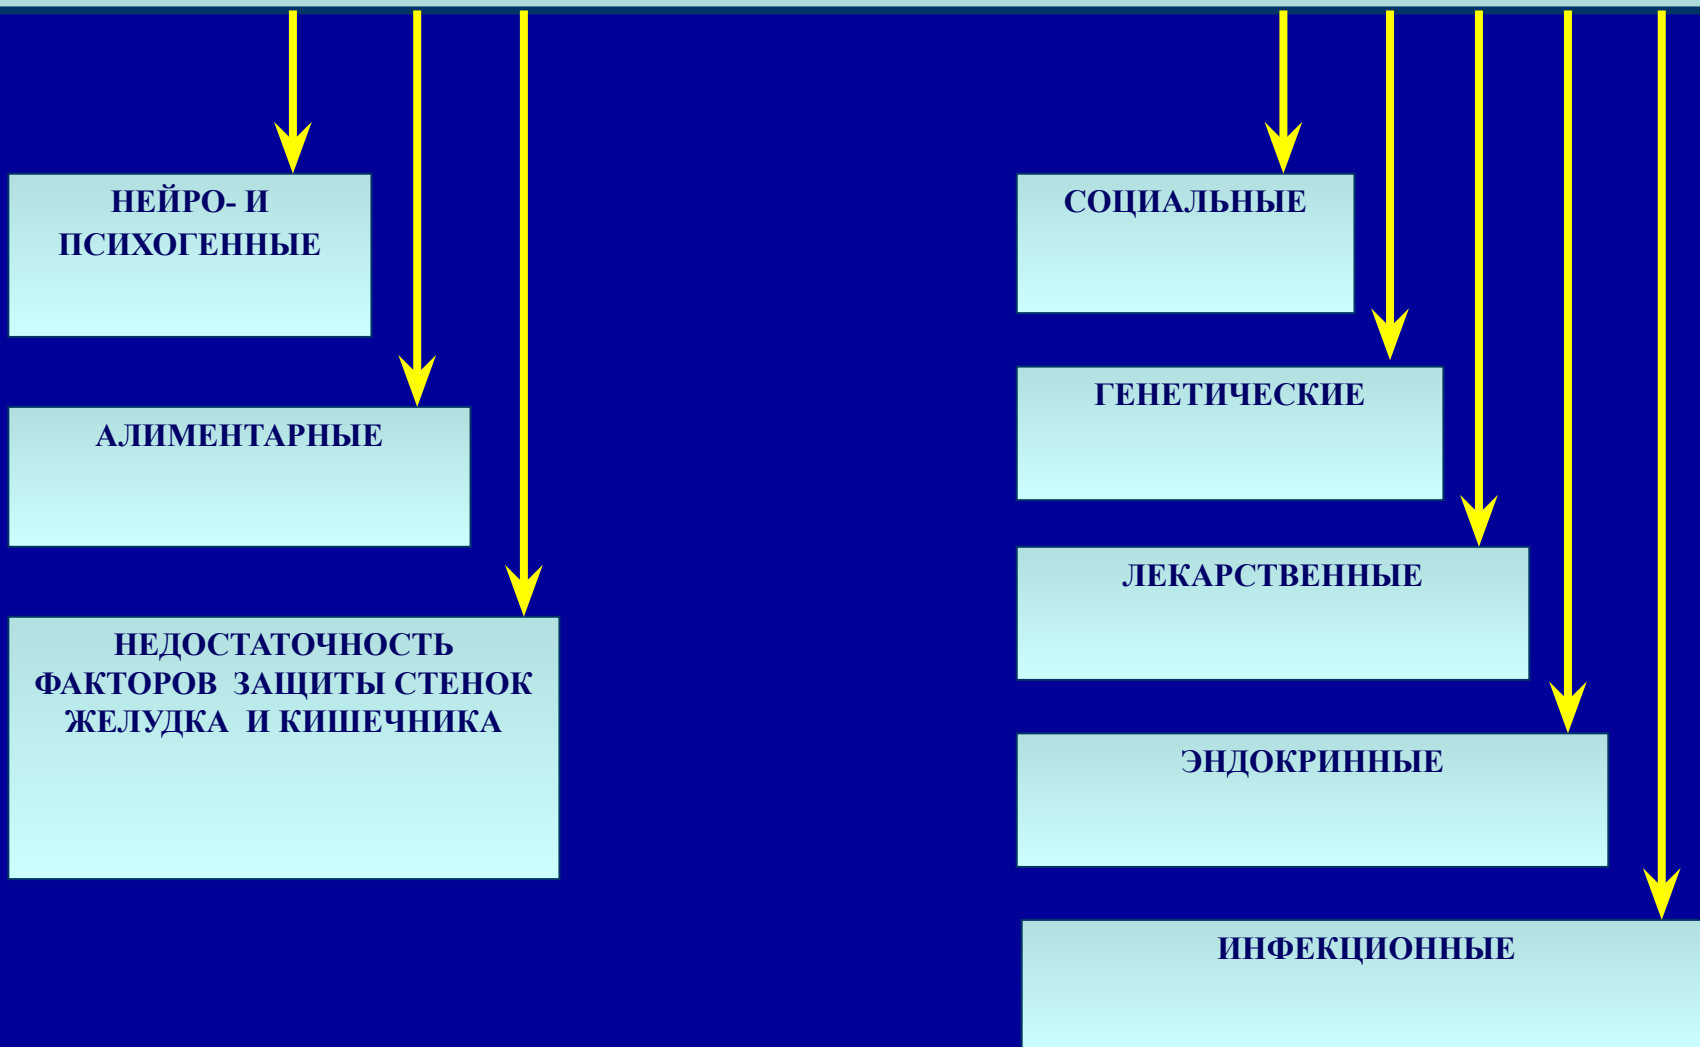 НЕЙРО- И
ПСИХОГЕННЫЕ
АЛИМЕНТАРНЫЕ
НЕДОСТАТОЧНОСТЬ
ФАКТОРОВ ЗАЩИТЫ СТЕНОК
ЖЕЛУДКА И КИШЕЧНИКА
СОЦИАЛЬНЫЕ
ГЕНЕТИЧЕСКИЕ
ЛЕКАРСТВЕННЫЕ
ЭНДОКРИННЫЕ
ИНФЕКЦИОННЫЕ